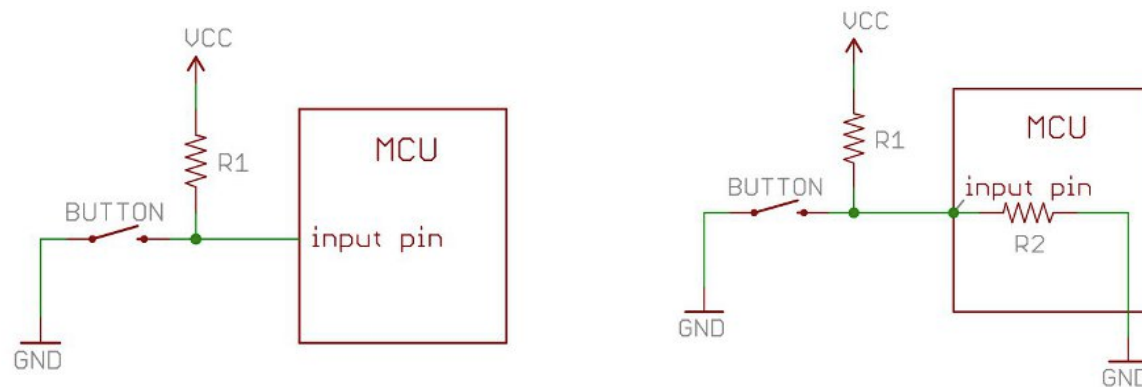 VCC
R1
MCU
BUTTON
input pin
GND
VCC
R1
MCU
BUTTON
input pin
R2
GND
GND